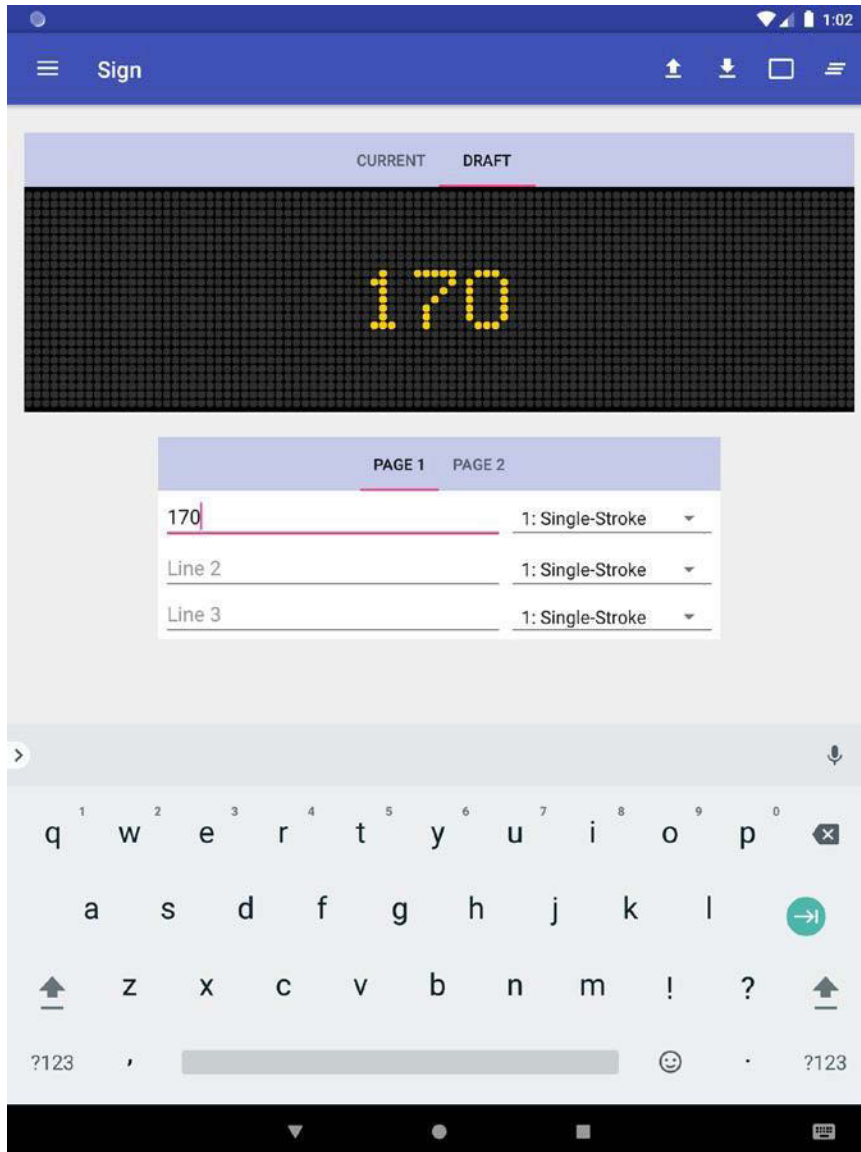 1:02
Sign
CURRENT DRAFT
170
PAGE 1 PAGE 2
170 1: Single-Stroke
Line 2 1: Single-Stroke
Line 3 1: Single-Stroke
1 2 3 4 5 6 7 8 9 0
q w e r t y u i o p
a s d f g h j k l
z x c v b n m ! ?
?123 , . ?123